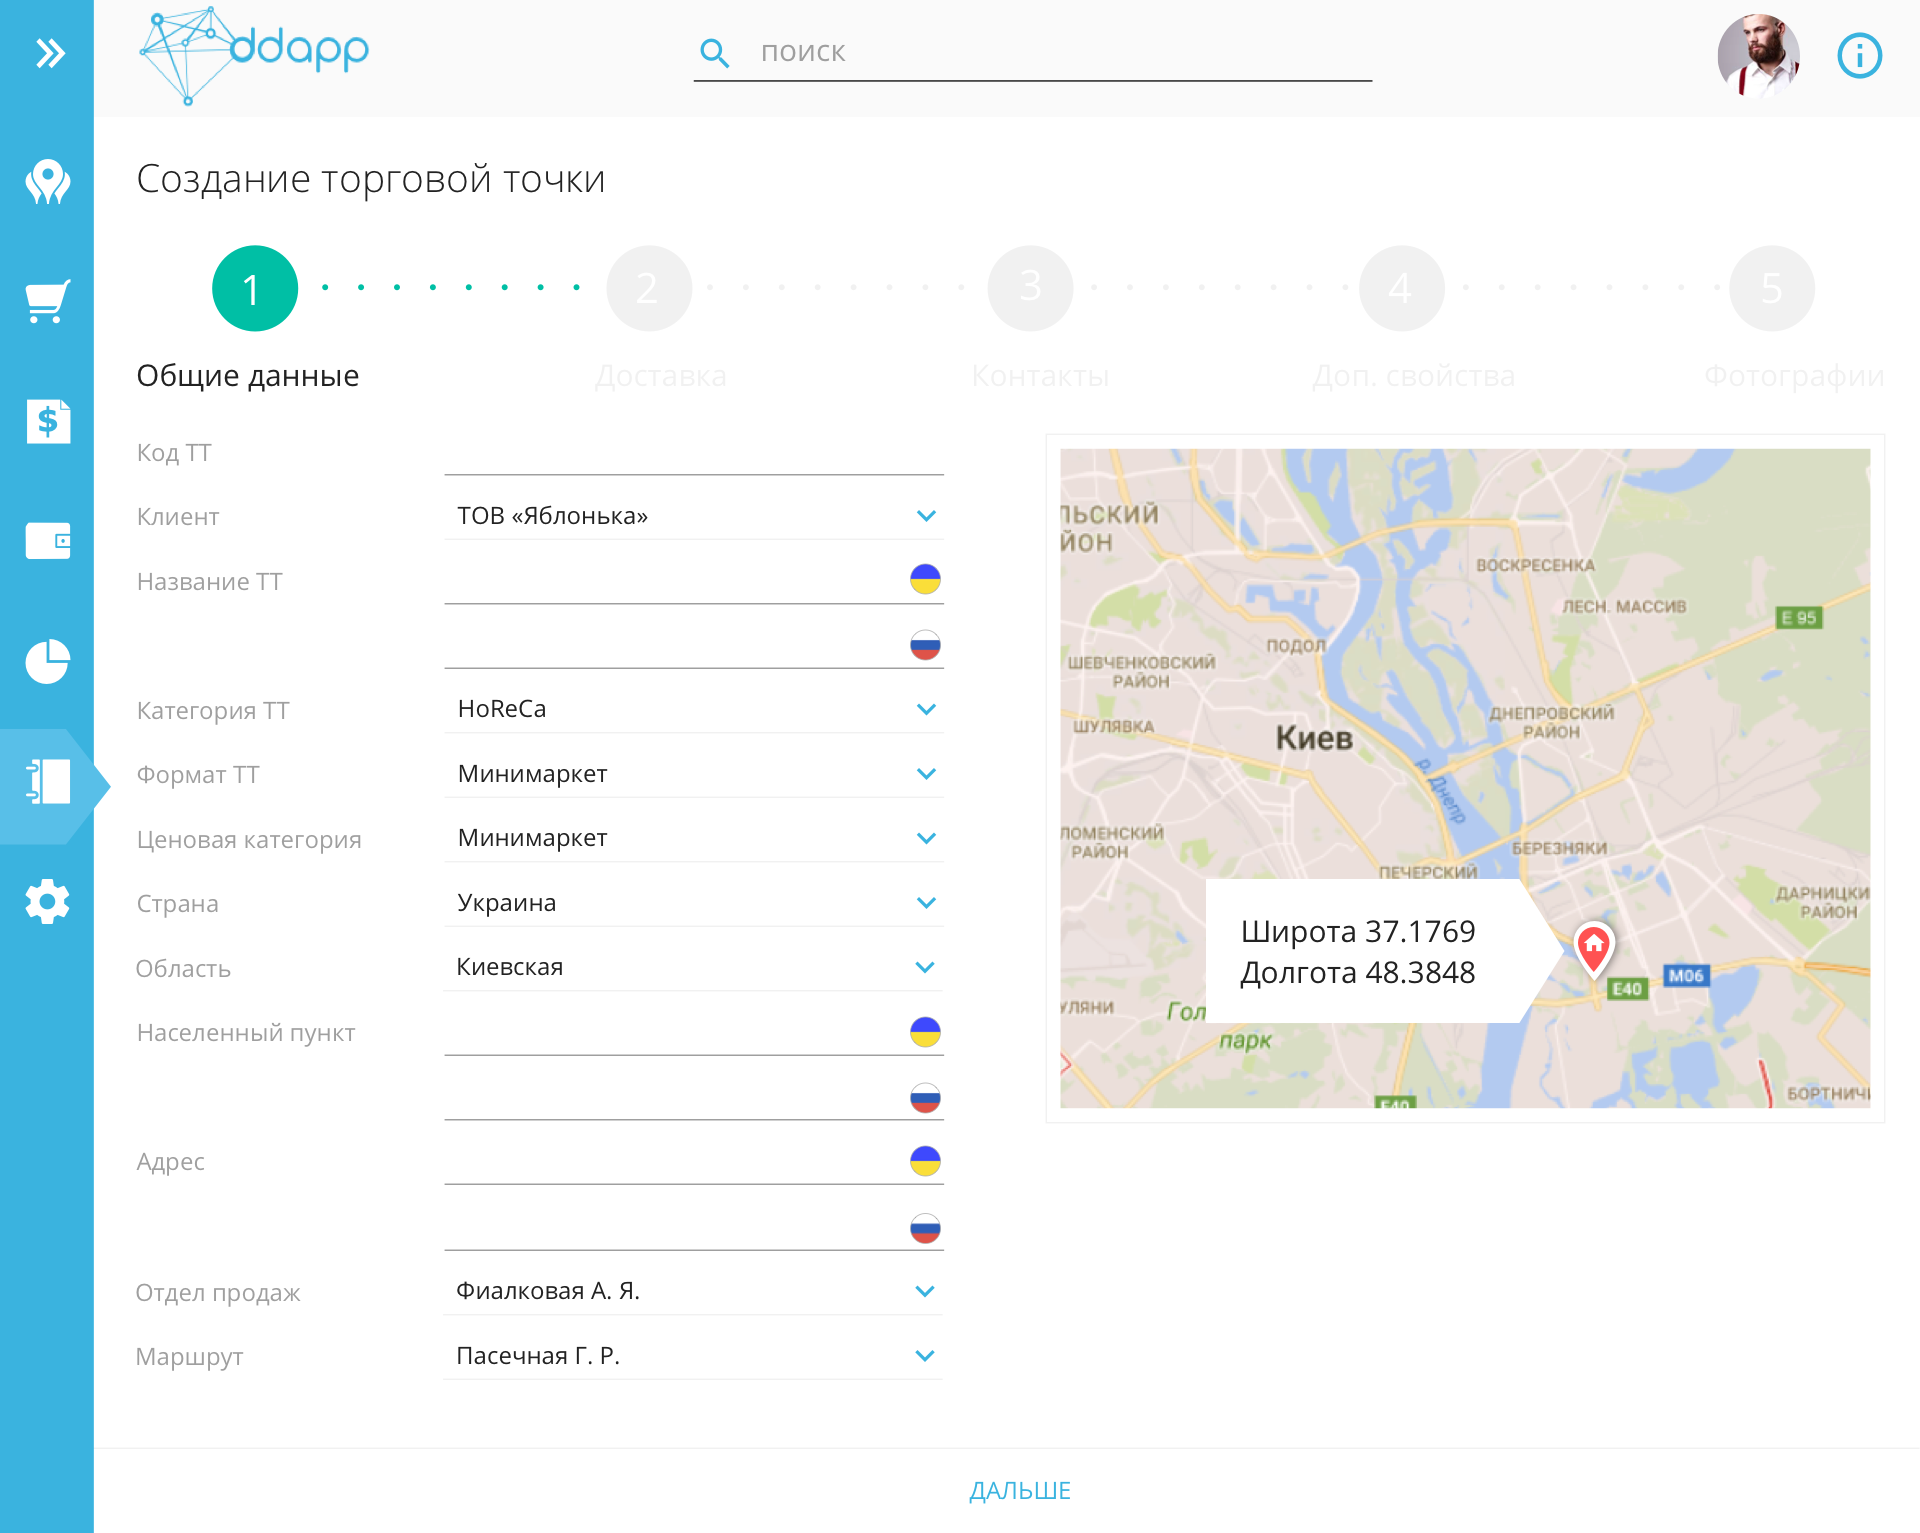 ddapp
поиск
Создание торговой точки
1
2
3
4
5
Общие данные
Доставка
Контакты
Доп. свойства
Фотографии
Код ТТ
Клиент
ТОВ «Яблонька»
Название ТТ
Категория ТТ
HoReCa
Формат ТТ
Минимаркет
Ценовая категория
Минимаркет
Страна
Украина
Область
Киевская
Населенный пункт
Адрес
Отдел продаж
Фиалковая А. Я.
Маршрут
Пасечная Г. Р.
ЛЬСКИЙ
ЙОН
ВОСКРЕСЕНКА
ЛЕСН. МАССИВ
E 95
ПОДОЛ
ШЕВЧЕНКОВСКИЙ
РАЙОН
ДНЕПРОВСКИЙ
РАЙОН
ШУЛЯВКА
Киев
р. Днепр
ЛОМЕНСКИЙ
РАЙОН
БЕРЕЗНЯКИ
ПЕЧЕРСКИЙ
ДАРНИЦКИ
РАЙОН
Широта 37.1769
Долгота 48.3848
M06
E40
УЛЯНИ
Гол
парк
БОРТНИЧИ
E40
$
ДАЛЬШЕ